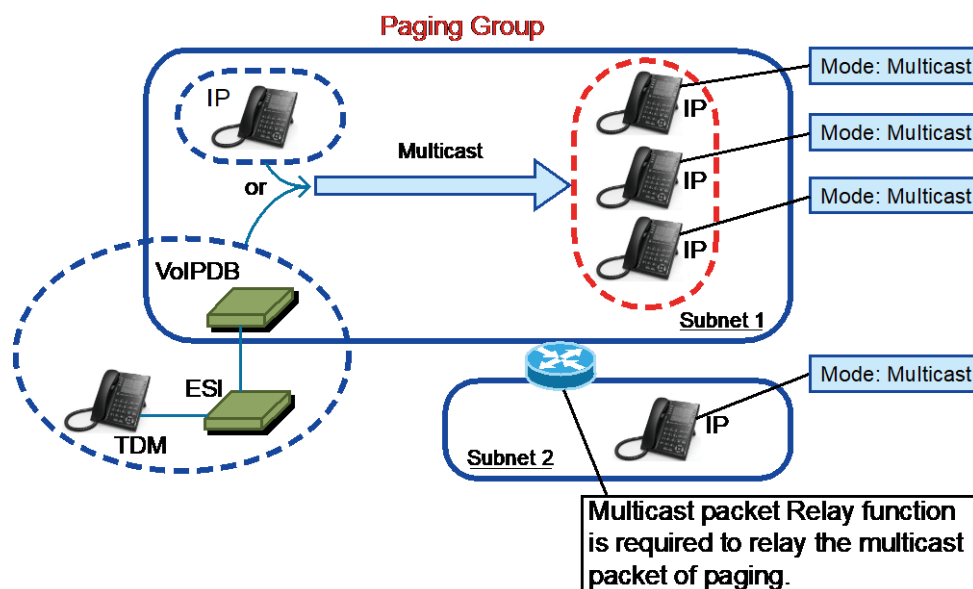 Paging Group
IP
Multicast
or
IP
IP
IP
Mode: Multicast
Mode: Multicast
Mode: Multicast
VoIPDB
Subnet 1
ESI
TDM
Mode: Multicast
IP
Subnet 2
Multicast packet Relay function
is required to relay the multicast
packet of paging.